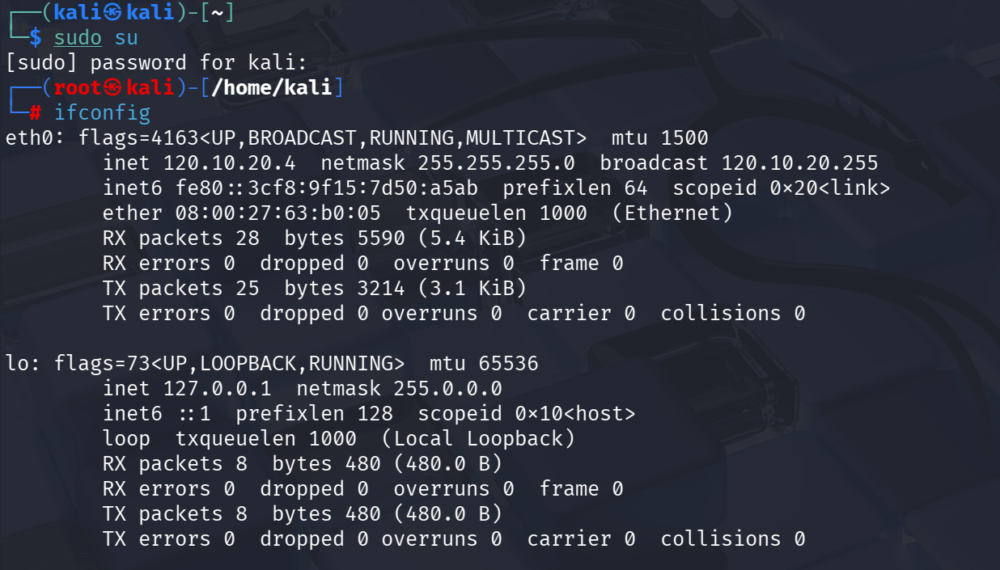 ┌──(kali㉿kali)-[~]
└─$ sudo su
[sudo] password for kali:
┌──(root㉿kali)-[/home/kali]
└─# ifconfig
eth0: flags=4163<UP,BROADCAST,RUNNING,MULTICAST>  mtu 1500
        inet 120.10.20.4  netmask 255.255.255.0  broadcast 120.10.20.255
        inet6 fe80::3cf8:9f15:7d50:a5ab  prefixlen 64  scopeid 0x20<link>
        ether 08:00:27:63:b0:05  txqueuelen 1000  (Ethernet)
        RX packets 28  bytes 5590 (5.4 KiB)
        RX errors 0  dropped 0  overruns 0  frame 0
        TX packets 25  bytes 3214 (3.1 KiB)
        TX errors 0  dropped 0 overruns 0  carrier 0  collisions 0

lo: flags=73<UP,LOOPBACK,RUNNING>  mtu 65536
        inet 127.0.0.1  netmask 255.0.0.0
        inet6 ::1  prefixlen 128  scopeid 0x10<host>
        loop  txqueuelen 1000  (Local Loopback)
        RX packets 8  bytes 480 (480.0 B)
        RX errors 0  dropped 0  overruns 0  frame 0
        TX packets 8  bytes 480 (480.0 B)
        TX errors 0  dropped 0 overruns 0  carrier 0  collisions 0